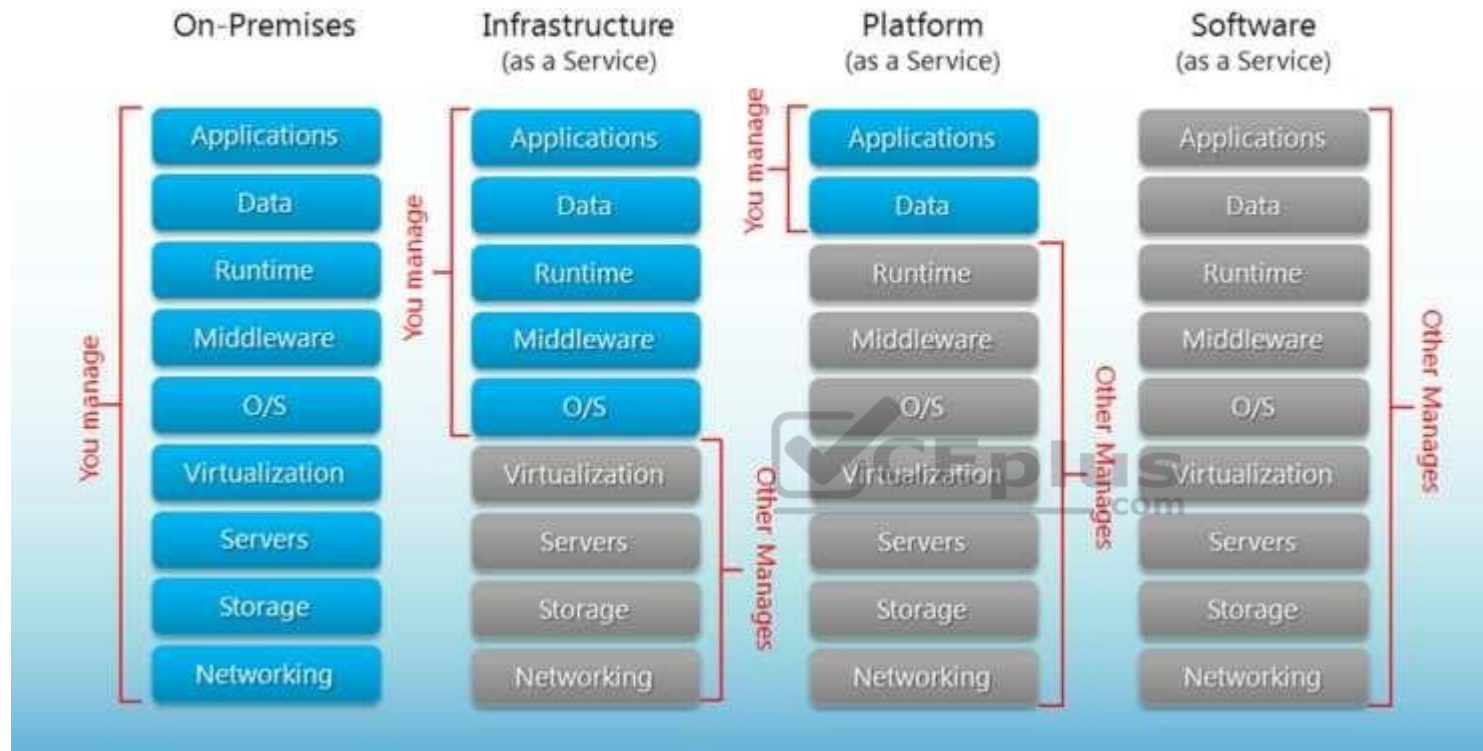 On-Premises
Infrastructure
(as a Service)
Platform
(as a Service)
Software
(as a Service)
You manage
Applications
Data
Runtime
Middleware
O/S
Virtualization
Servers
Storage
Networking
You manage
Applications
Data
Runtime
Middleware
O/S
Virtualization
Servers
Storage
Networking
Other Manages
You manage
Applications
Data
Runtime
Middleware
O/S
Virtualization
Servers
Storage
Networking
Other Manages
Applications
Data
Runtime
Middleware
O/S
Virtualization
Servers
Storage
Networking
Other Manages
CEplus
.com